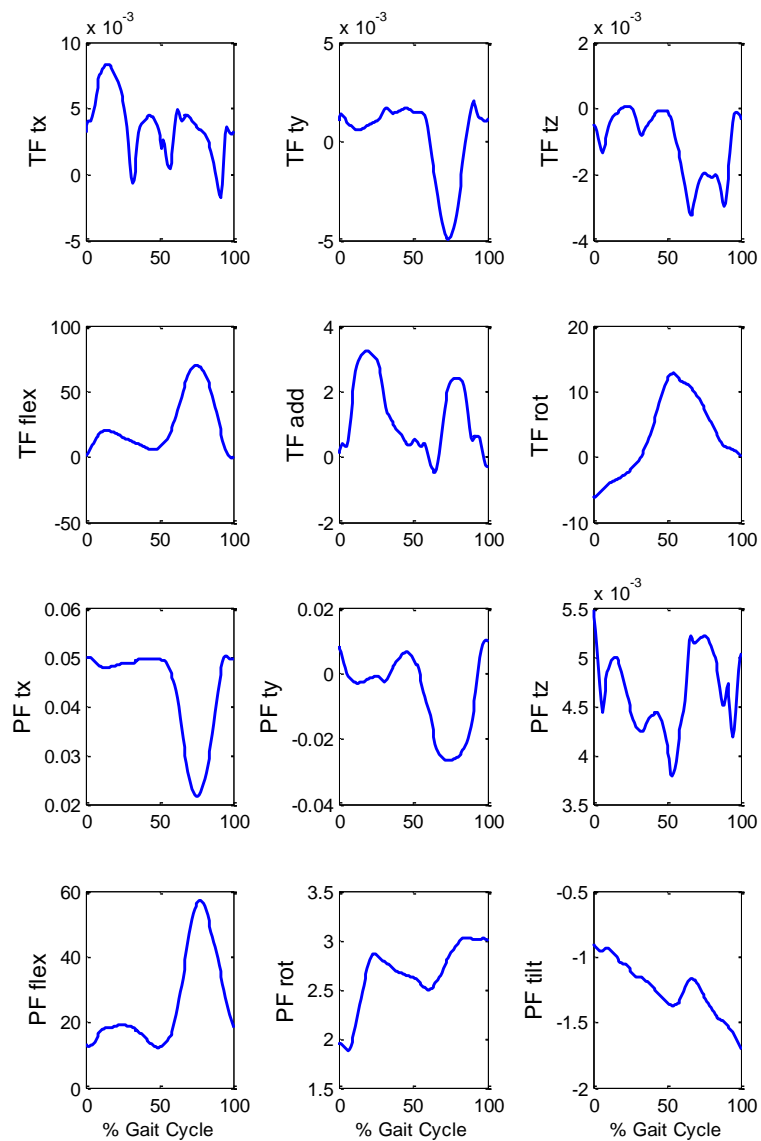 x 10-3 x 10-3 x 10-3
10 5 2
5 0 0
0 -2
-5 -5 -4
TF tx TF ty TF tz
0 50 100 0 50 100 0 50 100
100 4 20
50 2 10
0 0 0
-50 -2 -10
TF flex TF add TF rot
0 50 100 0 50 100 0 50 100
x 10-3
0.06 0.02 5.5
0.05 0 5
0.04 4.5
0.03 -0.02 4
0.02 -0.04 3.5
PF tx PF ty PF tz
0 50 100 0 50 100 0 50 100
60 3.5 -0.5
40 3 -1
2.5
20 2 -1.5
0 1.5 -2
PF flex PF rot PF tilt
0 50 100 0 50 100 0 50 100
% Gait Cycle % Gait Cycle % Gait Cycle